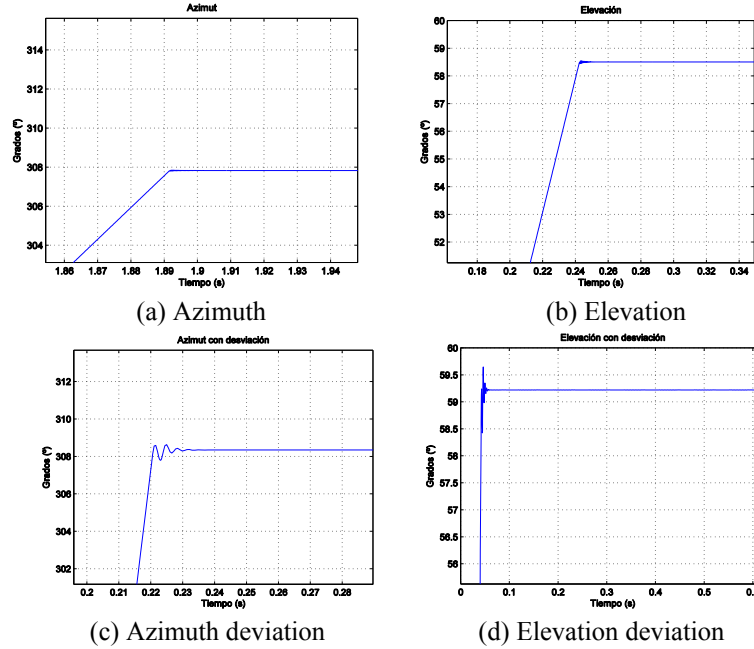 Azimut
Grados (º)
314
312
310
308
306
304
1.86 1.87 1.88 1.89 1.9 1.91 1.92 1.93 1.94
Tiempo (s)
(a) Azimuth
Elevación
Grados (º)
60
59
58
57
56
55
54
53
52
0.18 0.2 0.22 0.24 0.26 0.28 0.3 0.32 0.34
Tiempo (s)
(b) Elevation
Azimut con desviación
Grados (º)
312
310
308
306
304
302
0.2 0.21 0.22 0.23 0.24 0.25 0.26 0.27 0.28
Tiempo (s)
(c) Azimuth deviation
Elevación con desviación
Grados (º)
60
59.5
59
58.5
58
57.5
57
56.5
56
0 0.1 0.2 0.3 0.4 0.5
Tiempo (s)
(d) Elevation deviation